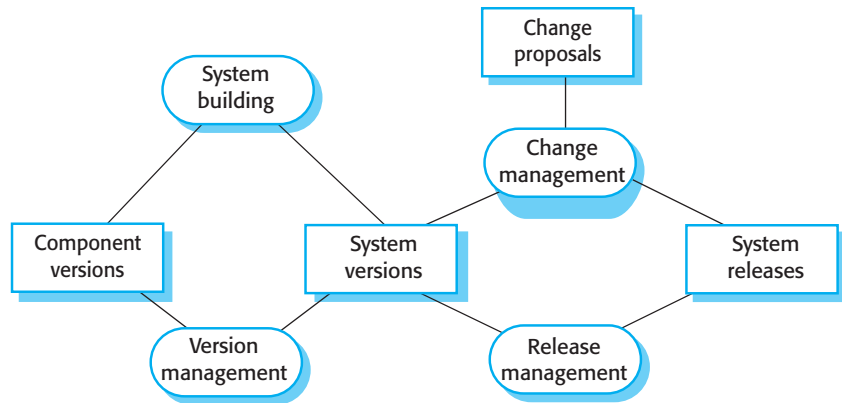 Change
proposals
System
building
Change
management
Component
versions
System
versions
System
releases
Version
management
Release
management